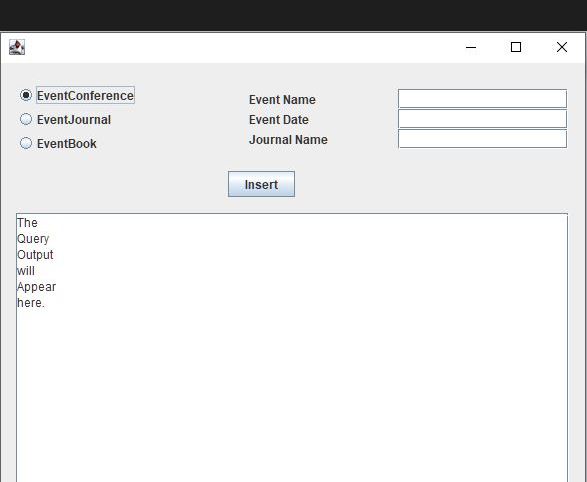 EventConference
EventJournal
EventBook
Event Name
Event Date
Journal Name
Insert
The
Query
Output
will
Appear
here.